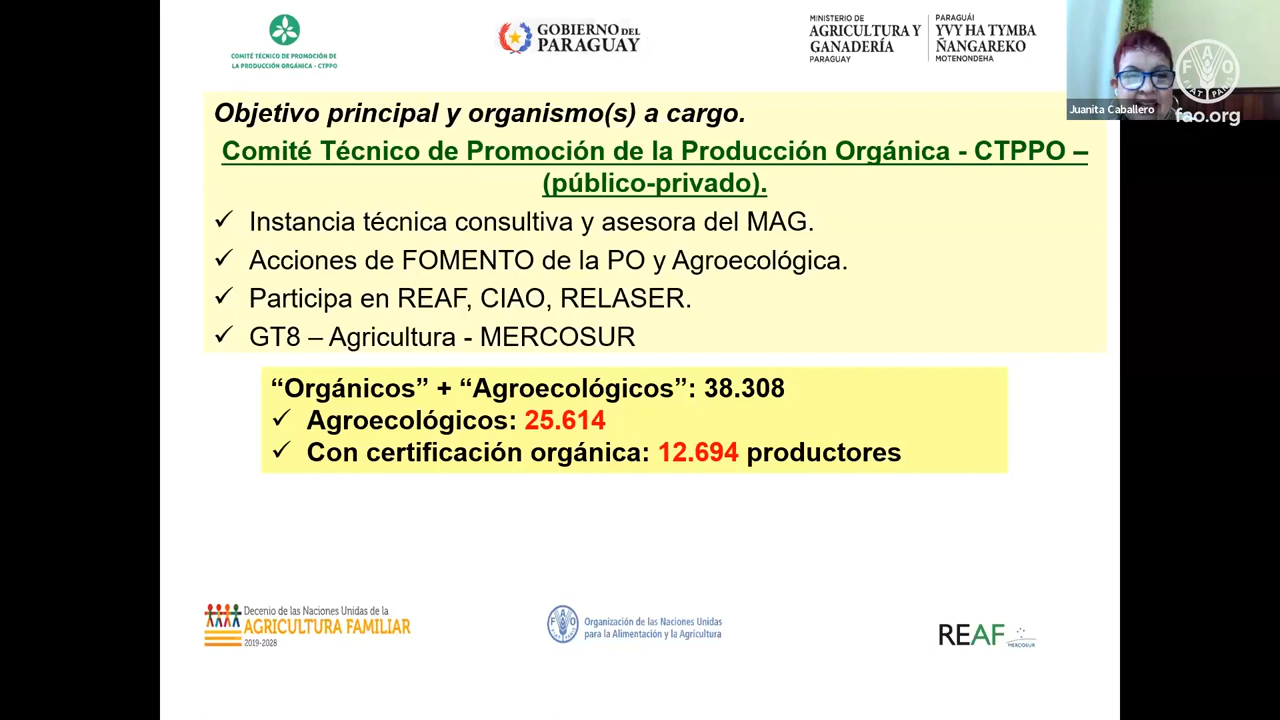 COMITÉ TÉCNICO DE PROMOCIÓN DE
LA PRODUCCIÓN ORGÁNICA - CTPPO
GOBIERNO DEL
PARAGUAY
MINISTERIO DE
AGRICULTURA Y
GANADERÍA
PARAGUAY
PARAGUÁI
YVY HA TYMBA
ÑANGAREKO
MOTENONDEHA
Juanita Caballero
FAO
FIAT PANIS
fao.org
Objetivo principal y organismo(s) a cargo.
Comité Técnico de Promoción de la Producción Orgánica - CTPPO –
(público-privado).
✓ Instancia técnica consultiva y asesora del MAG.
✓ Acciones de FOMENTO de la PO y Agroecológica.
✓ Participa en REAF, CIAO, RELASER.
✓ GT8 – Agricultura - MERCOSUR
“Orgánicos” + “Agroecológicos”: 38.308
✓ Agroecológicos: 25.614
✓ Con certificación orgánica: 12.694 productores
Decenio de las Naciones Unidas de la
AGRICULTURA FAMILIAR
2019-2028
FAO
Organización de las Naciones Unidas
para la Alimentación y la Agricultura
REAF
MERCOSUR